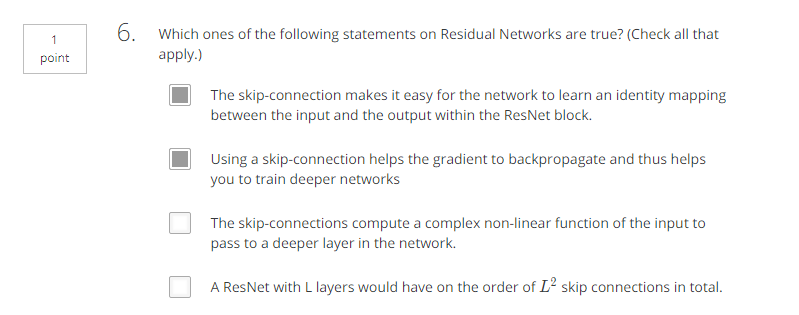 1
point
6.
Which ones of the following statements on Residual Networks are true? (Check all that
apply.)
The skip-connection makes it easy for the network to learn an identity mapping
between the input and the output within the ResNet block.
Using a skip-connection helps the gradient to backpropagate and thus helps
you to train deeper networks
The skip-connections compute a complex non-linear function of the input to
pass to a deeper layer in the network.
A ResNet with L layers would have on the order of L² skip connections in total.